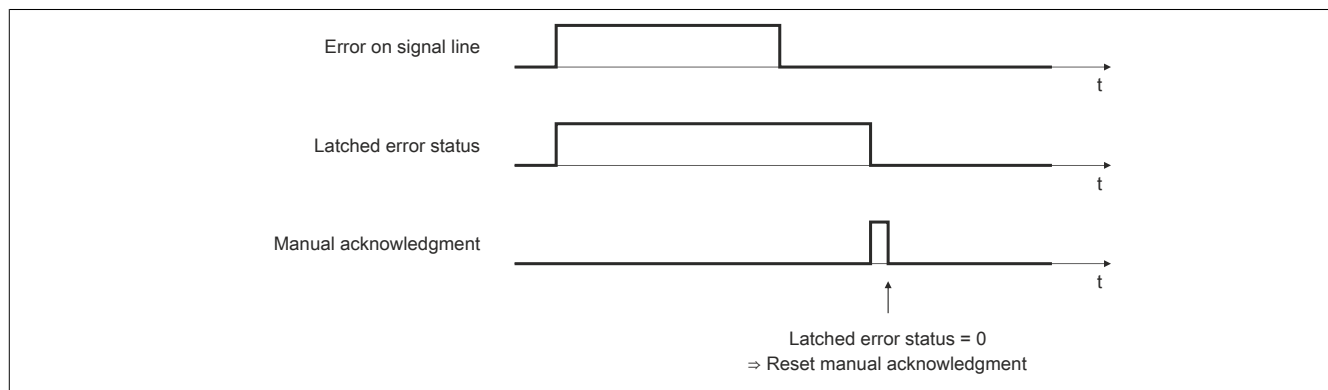 Error on signal line
t
Latched error status
t
Manual acknowledgment
t
Latched error status = 0
⇒ Reset manual acknowledgment